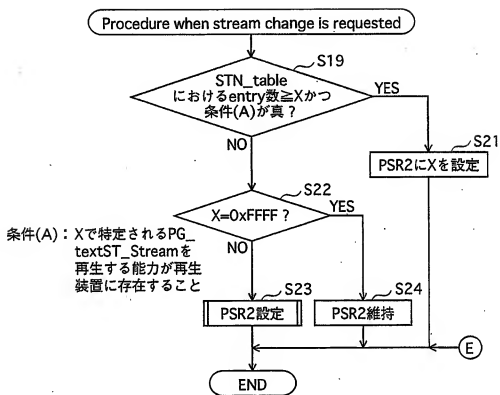 Procedure when stream change is requested
S19
STN_table
におけるentry数≧Xかつ
条件(A)が真？
YES
NO
S21
PSR2にXを設定
S22
X=0xFFFF？
YES
NO
条件(A)：Xで特定されるPG_
textST_Streamを
再生する能力が再生
装置に存在すること
S23
PSR2設定
S24
PSR2維持
E
END